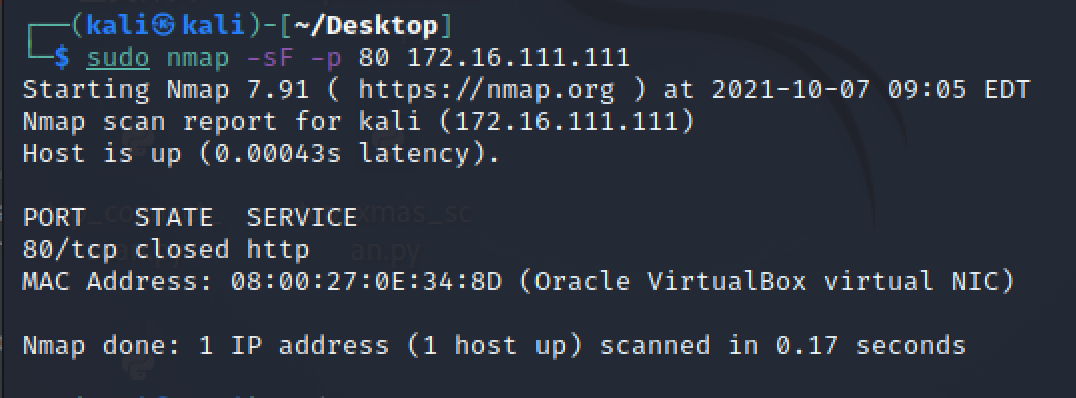 ┌──(kali㉿kali)-[~/Desktop]
└─$ sudo nmap -sF -p 80 172.16.111.111
Starting Nmap 7.91 ( https://nmap.org ) at 2021-10-07 09:05 EDT
Nmap scan report for kali (172.16.111.111)
Host is up (0.00043s latency).
PORT   STATE  SERVICE
80/tcp closed http
MAC Address: 08:00:27:0E:34:8D (Oracle VirtualBox virtual NIC)
Nmap done: 1 IP address (1 host up) scanned in 0.17 seconds
xmas_sc
an.py